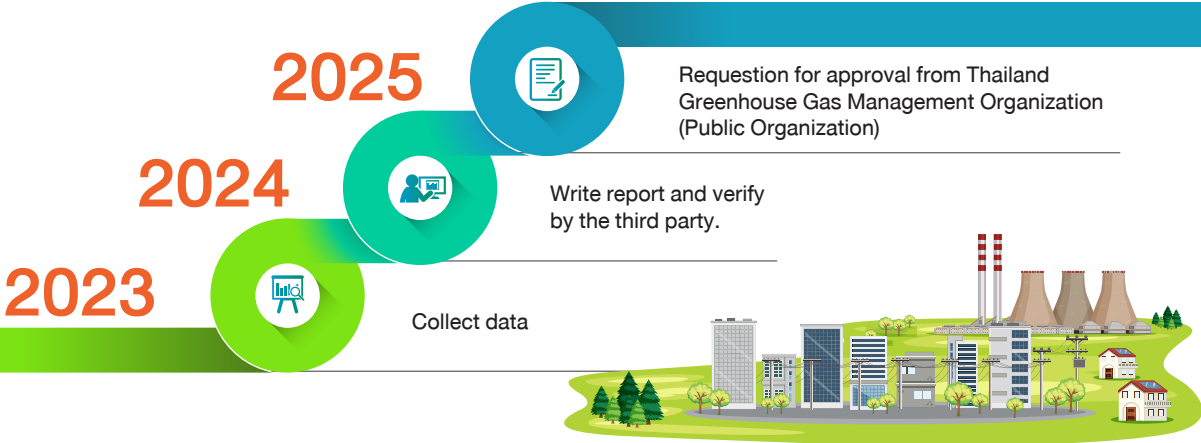 2025
Requestion for approval from Thailand
Greenhouse Gas Management Organization
(Public Organization)
2024
Write report and verify
by the third party.
2023
Collect data